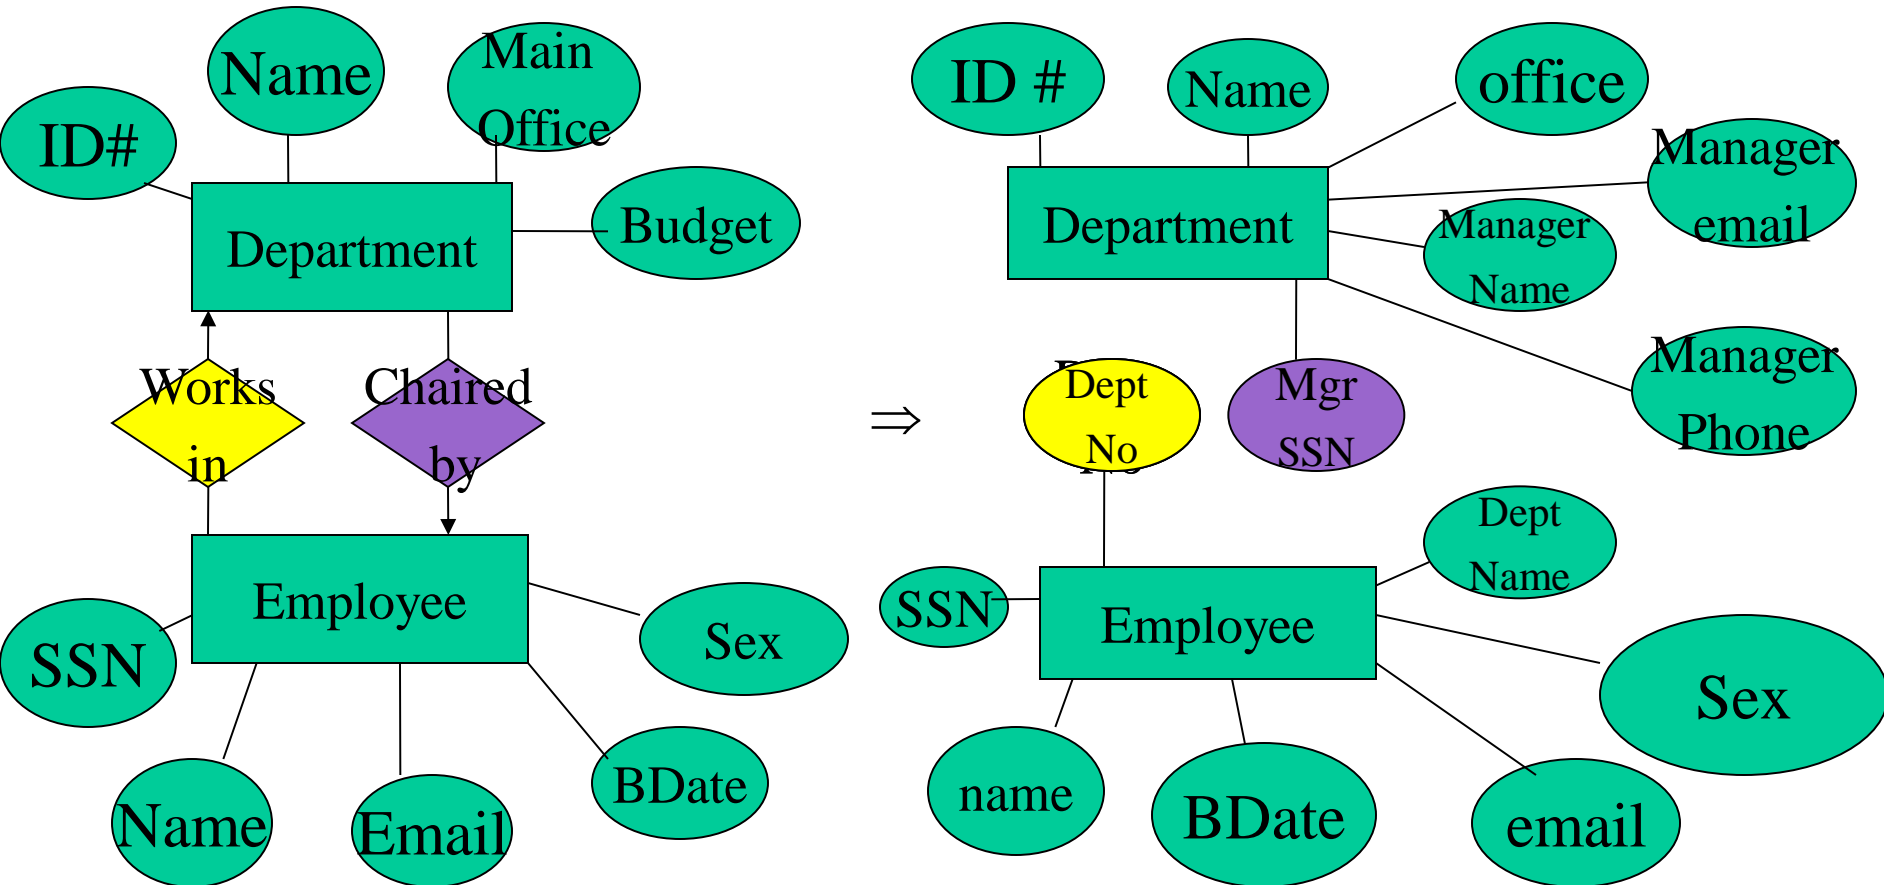 Name
Main
Office
ID#
Budget
Department
Works
in
Chaired
by
Employee
SSN
Sex
Name
Email
BDate
⇒
ID #
Name
office
Manager
email
Department
Manager
Name
Manager
Phone
Dept
No
Mgr
SSN
Dept
Name
SSN
Employee
Sex
name
BDate
email